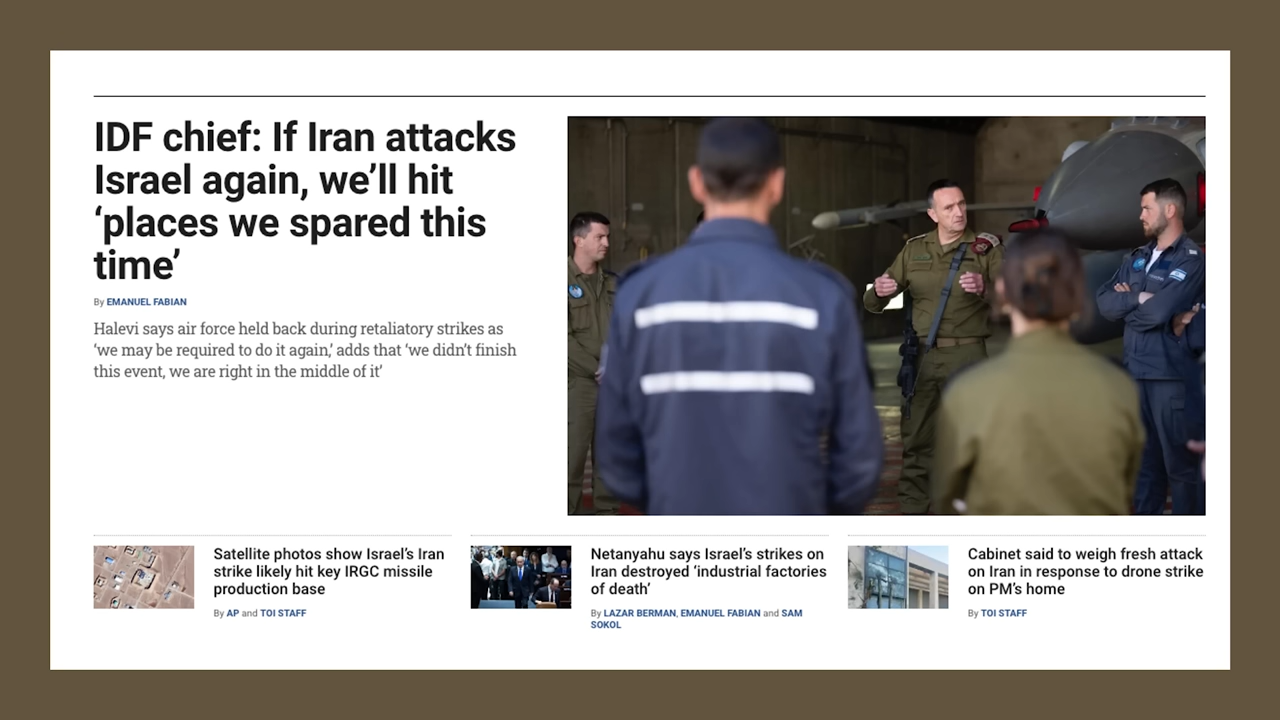 IDF chief: If Iran attacks
Israel again, we’ll hit
‘places we spared this
time’
By EMANUEL FABIAN
Halevi says air force held back during retaliatory strikes as
‘we may be required to do it again,’ adds that ‘we didn’t finish
this event, we are right in the middle of it’
Satellite photos show Israel’s Iran
strike likely hit key IRGC missile
production base
By AP and TOI STAFF
Netanyahu says Israel’s strikes on
Iran destroyed ‘industrial factories
of death’
By LAZAR BERMAN, EMANUEL FABIAN and SAM
SOKOL
Cabinet said to weigh fresh attack
on Iran in response to drone strike
on PM’s home
By TOI STAFF